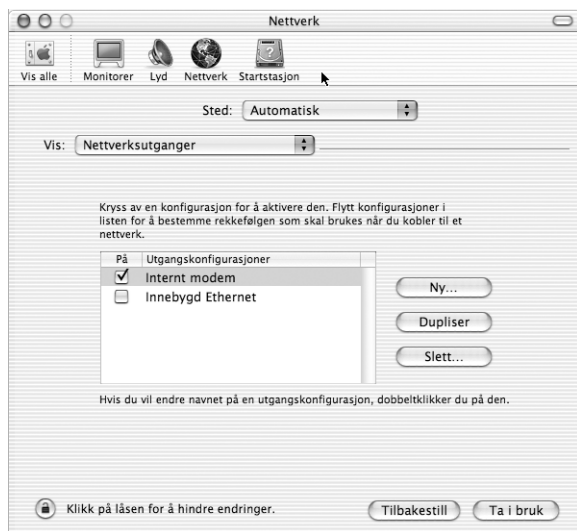 Nettverk
Vis alle Monitorer Lyd Nettverk Startstasjon
Sted: Automatisk
Vis: Nettverksutganger
Kryss av en konfigurasjon for å aktivere den. Flytt konfigurasjoner i
listen for å bestemme rekkefølgen som skal brukes når du kobler til et
nettverk.
På Utgangskonfigurasjoner
Internt modem
Innebygd Ethernet
Ny...
Dupliser
Slett...
Hvis du vil endre navnet på en utgangskonfigurasjon, dobbeltklikker du på den.
Klikk på låsen for å hindre endringer.
Tilbakestill Ta i bruk